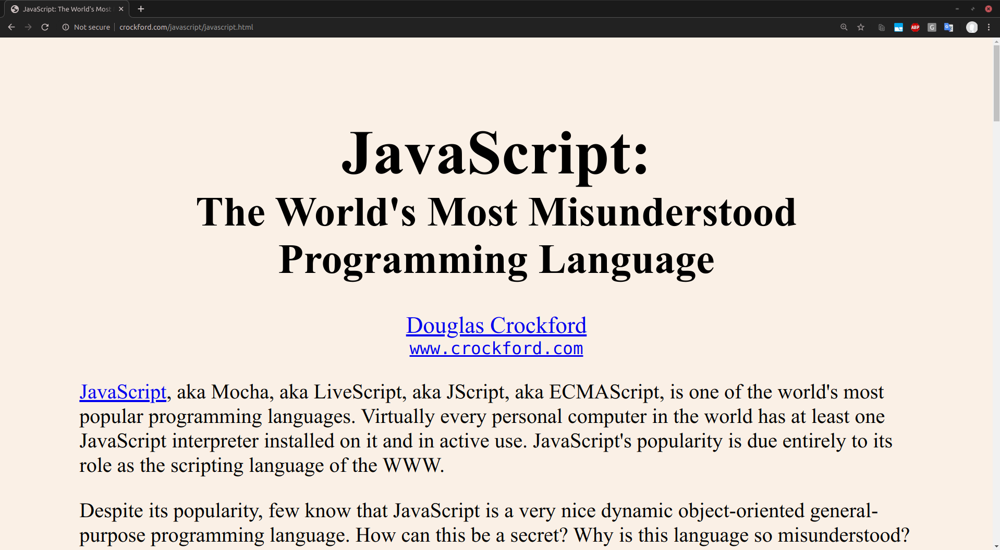 JavaScript: The World's Most
Not secure
crockford.com/javascript/javascript.html
ABP
G
JavaScript:
The World's Most Misunderstood
Programming Language
Douglas Crockford
www.crockford.com
JavaScript, aka Mocha, aka LiveScript, aka JScript, aka ECMAScript, is one of the world's most
popular programming languages. Virtually every personal computer in the world has at least one
JavaScript interpreter installed on it and in active use. JavaScript's popularity is due entirely to its
role as the scripting language of the WWW.
Despite its popularity, few know that JavaScript is a very nice dynamic object-oriented general-
purpose programming language. How can this be a secret? Why is this language so misunderstood?